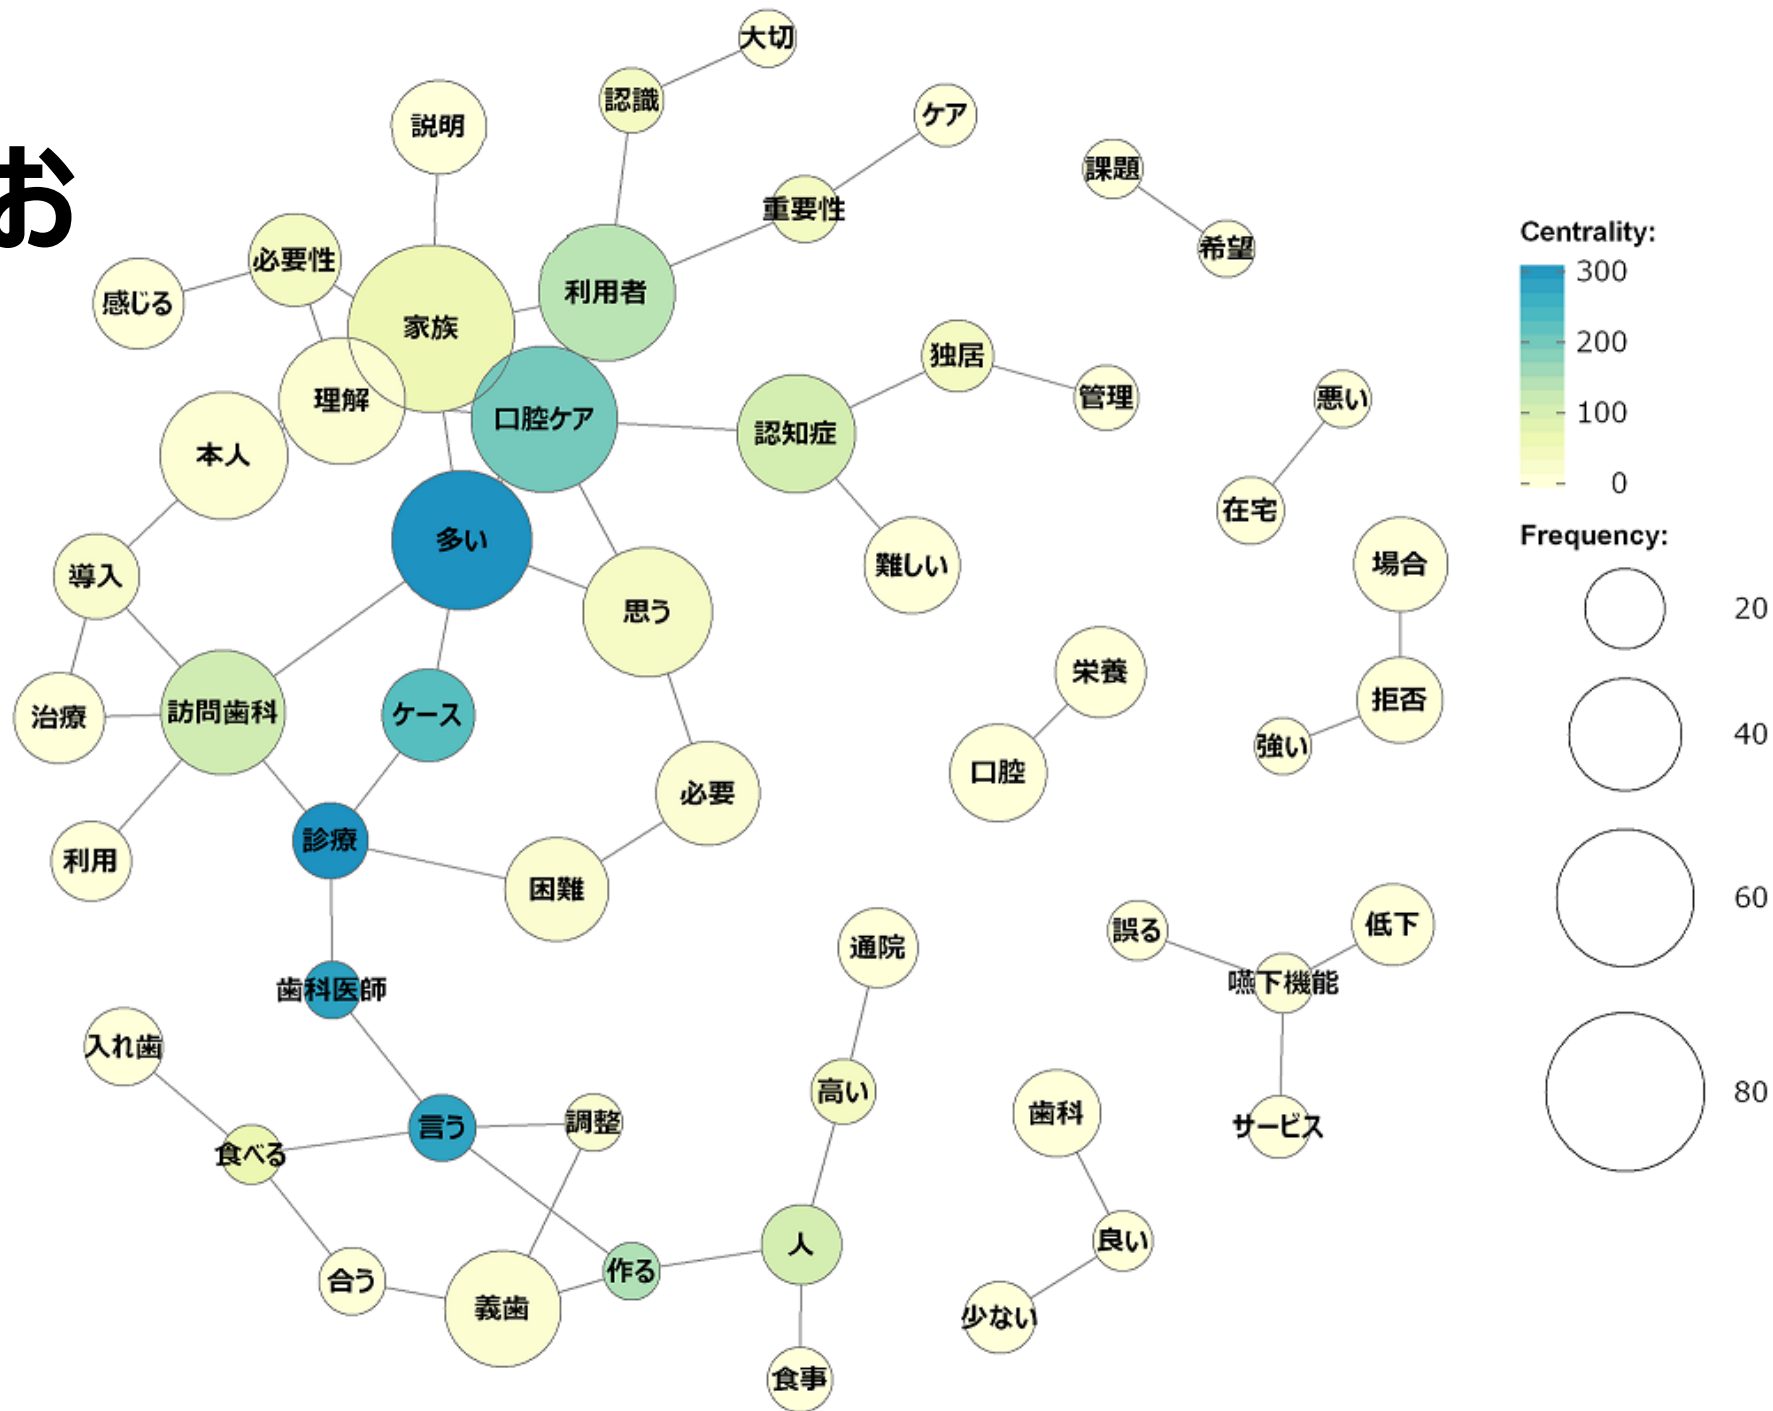 お
大切
認識
説明
ケア
課題
重要性
希望
必要性
感じる
利用者
家族
独居
理解
管理
悪い
口腔ケア
認知症
本人
在宅
多い
難しい
場合
導入
思う
栄養
拒否
訪問歯科
治療
ケース
強い
口腔
必要
診療
利用
困難
低下
誤る
通院
嚥下機能
歯科医師
入れ歯
高い
歯科
調整
言う
サービス
食べる
良い
人
作る
合う
義歯
少ない
食事
Centrality:
300
200
100
0
Frequency:
20
40
60
80